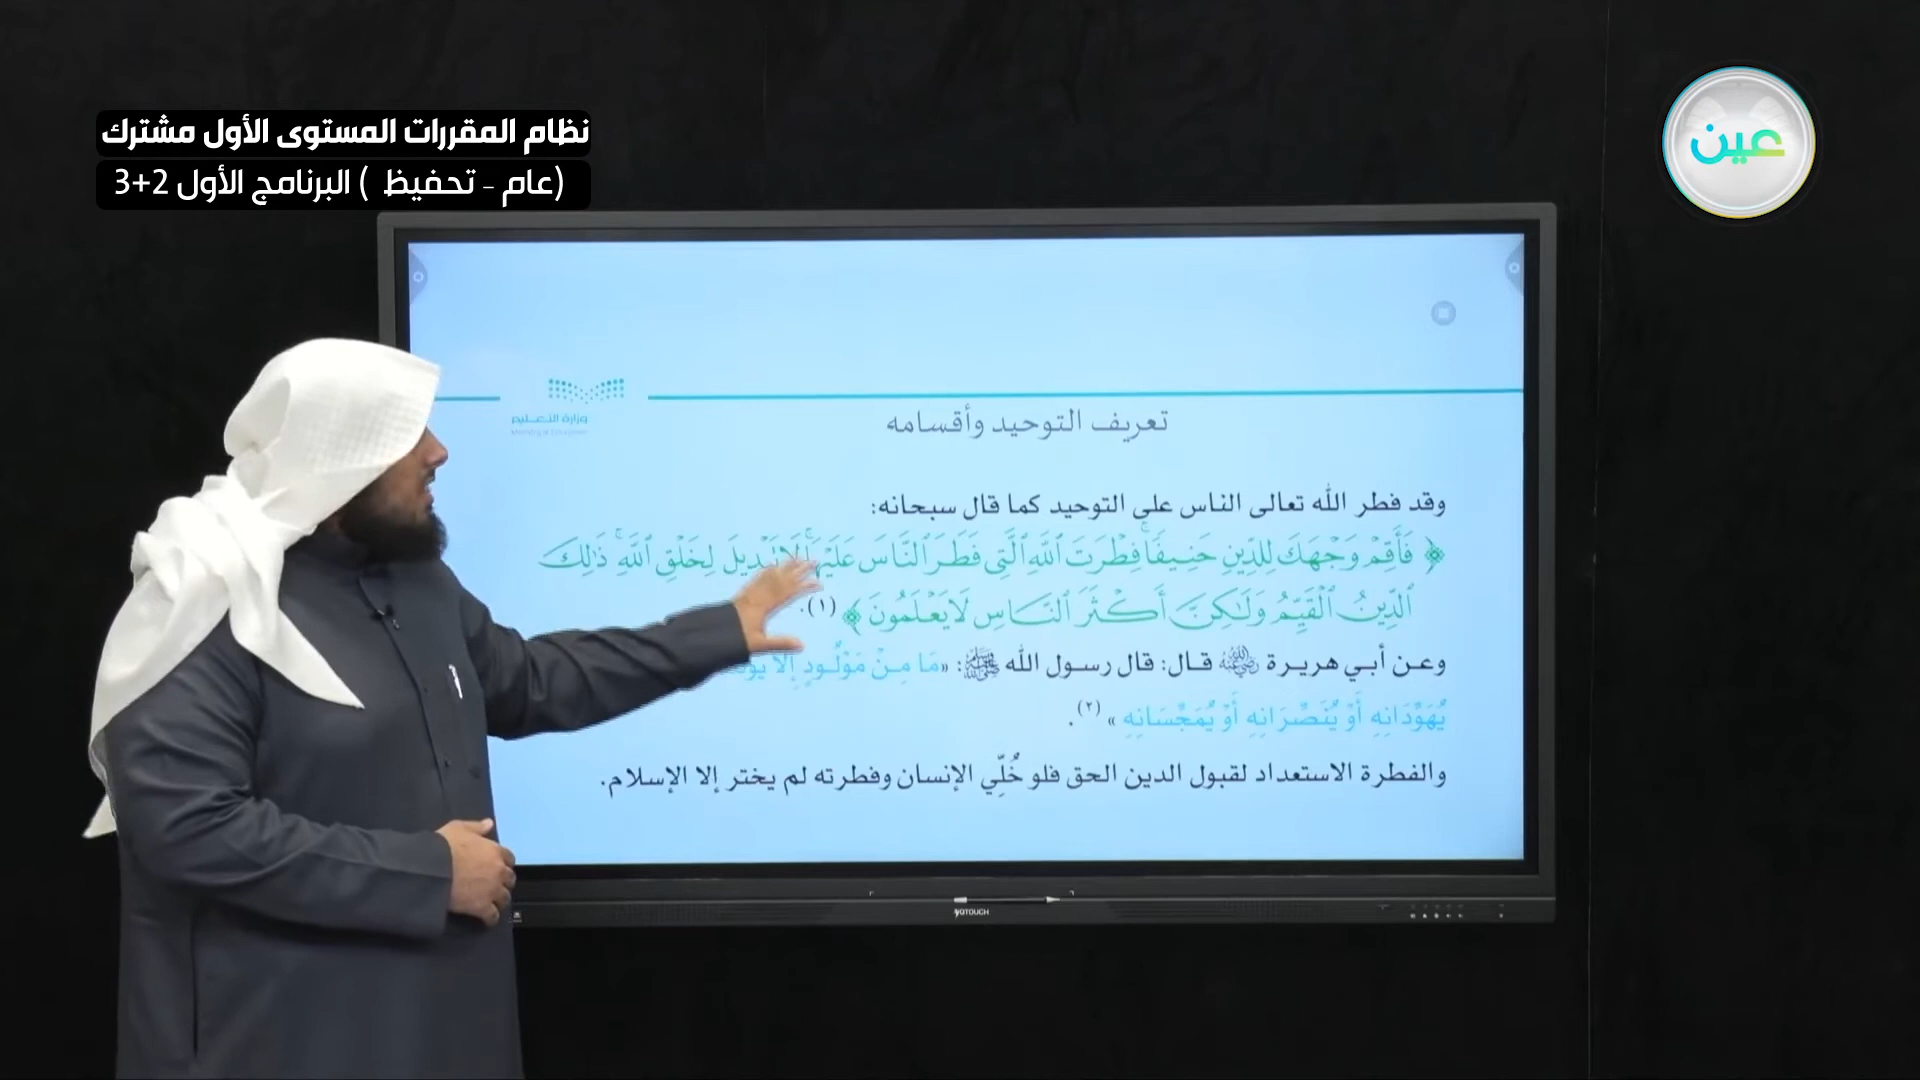 نظام المقررات المستوى الأول مشترك
(عام - تحفيظ ) البرنامج الأول 2+3
عين
وزارة التعليم
تعريف التوحيد وأقسامه
وقد فطر الله تعالى الناس على التوحيد كما قال سبحانه:
﴿ فَأَقِمْ وَجْهَكَ لِلدِّينِ حَنِيفًا ۚ فِطْرَتَ ٱللَّهِ ٱلَّتِي فَطَرَ ٱلنَّاسَ عَلَيْهَا ۚ لَا تَبْدِيلَ لِخَلْقِ ٱللَّهِ ۚ ذَٰلِكَ
ٱلدِّينُ ٱلْقَيِّمُ وَلَٰكِنَّ أَكْثَرَ ٱلنَّاسِ لَا يَعْلَمُونَ ﴾ (١).
وعن أبي هريرة رضي الله عنه قال: قال رسول الله ﷺ: «مَا مِنْ مَوْلُودٍ إِلَّا
يُهَوِّدَانِهِ أَوْ يُنَصِّرَانِهِ أَوْ يُمَجِّسَانِهِ » (٢).
والفطرة الاستعداد لقبول الدين الحق فلو خُلِّي الإنسان وفطرته لم يختر إلا الإسلام.
YQTOUCH